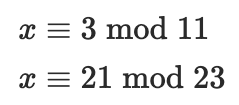 x ≡ 3 mod 11
x ≡ 21 mod 23